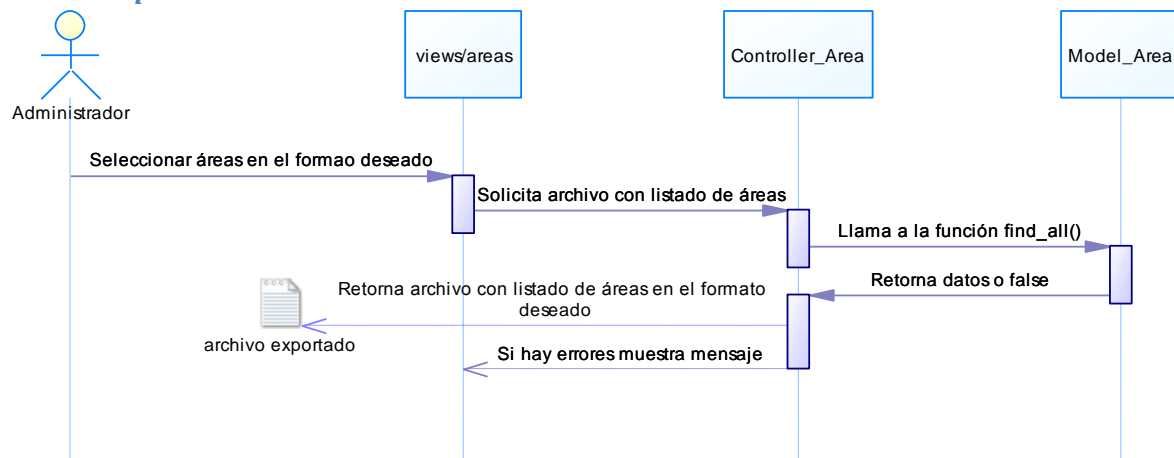 views/areas
Controller_Area
Model_Area
Administrador
Seleccionar áreas en el formao deseado
Solicita archivo con listado de áreas
Llama a la función find_all()
Retorna datos o false
Retorna archivo con listado de áreas en el formato
deseado
archivo exportado
Si hay errores muestra mensaje